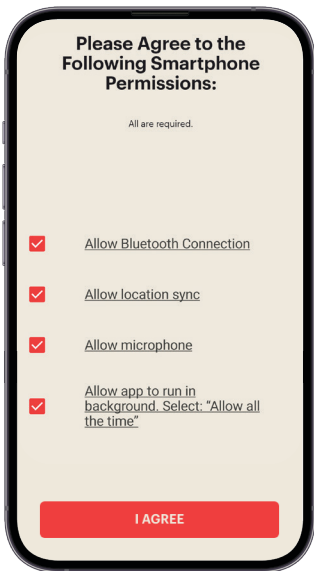 Please Agree to the
Following Smartphone
Permissions:
All are required.
Allow Bluetooth Connection
Allow location sync
Allow microphone
Allow app to run in
background. Select: “Allow all
the time”
I AGREE